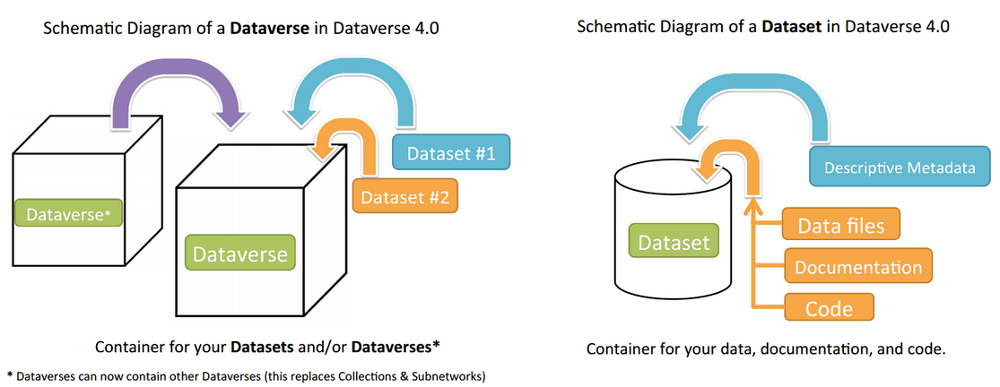 Schematic Diagram of a Dataverse in Dataverse 4.0
Dataset #1
Dataset #2
Dataverse*
Dataverse
Container for your Datasets and/or Dataverses*
* Dataverses can now contain other Dataverses (this replaces Collections & Subnetworks)
Schematic Diagram of a Dataset in Dataverse 4.0
Descriptive Metadata
Dataset
Data files
Documentation
Code
Container for your data, documentation, and code.